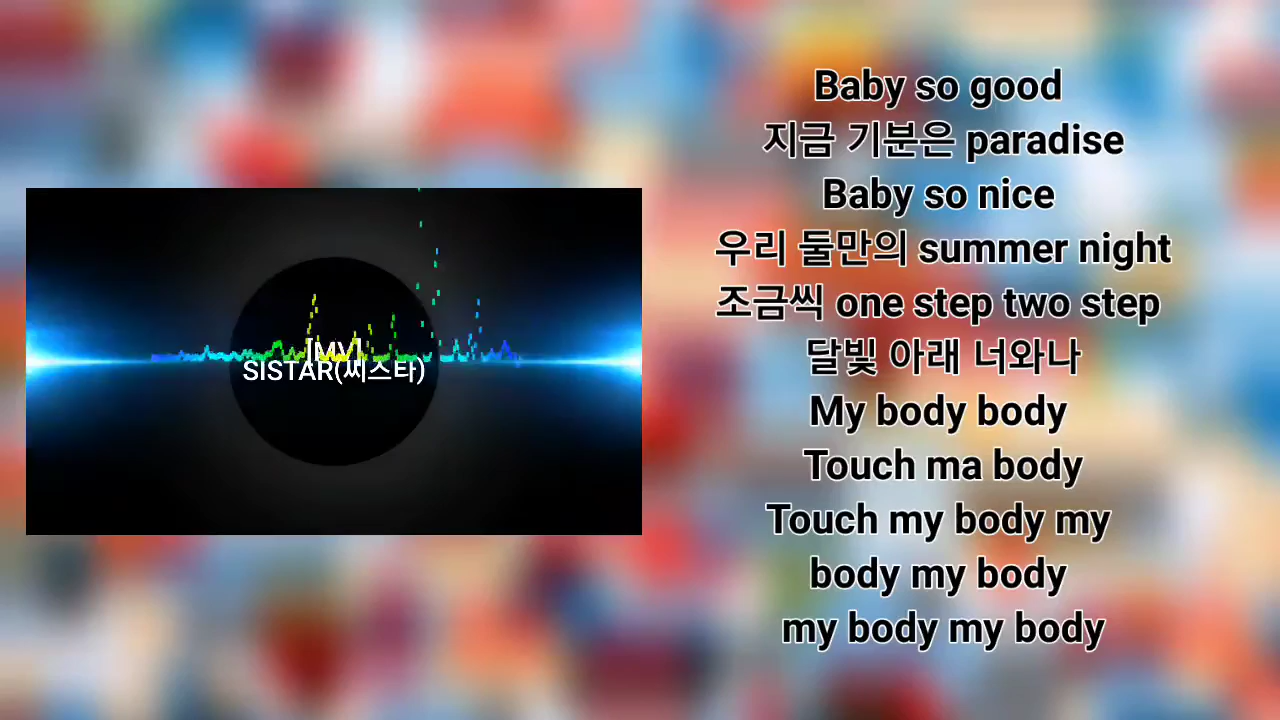 [MV]
SISTAR(씨스타)
Baby so good
지금 기분은 paradise
Baby so nice
우리 둘만의 summer night
조금씩 one step two step
달빛 아래 너와나
My body body
Touch ma body
Touch my body my
body my body
my body my body